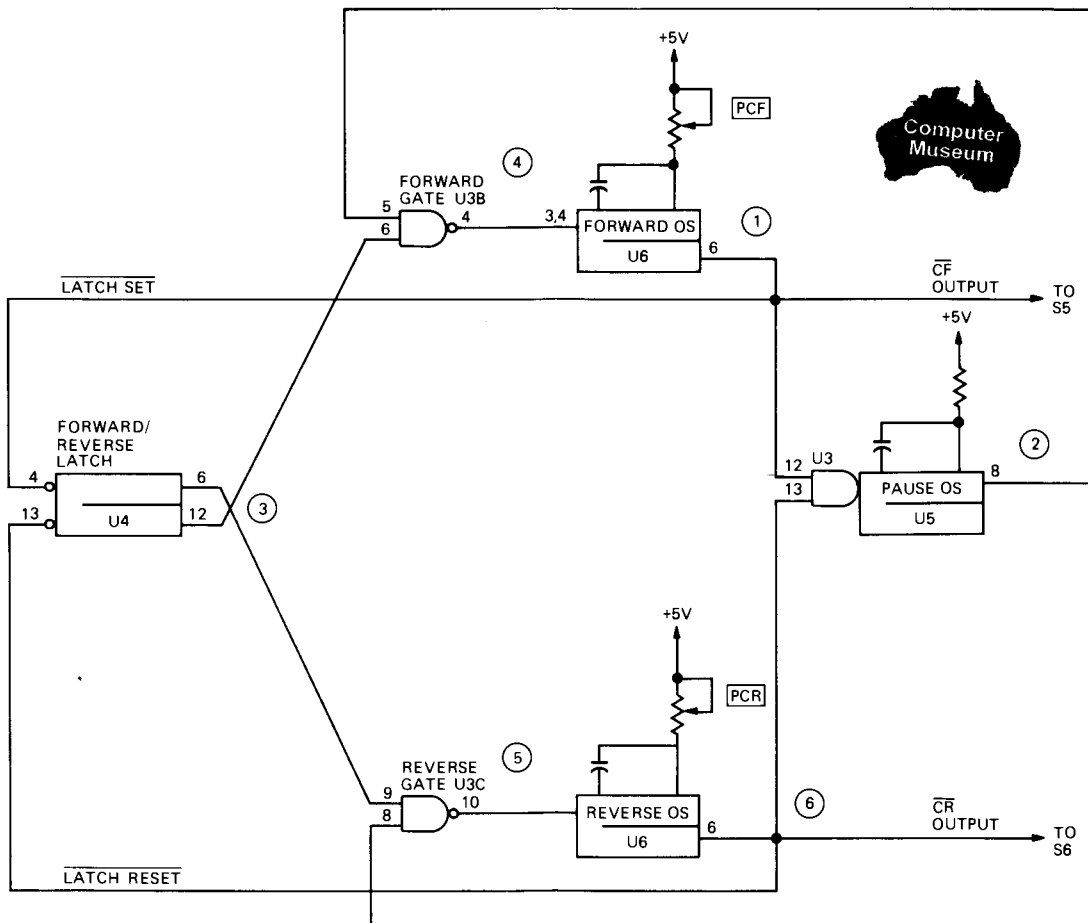 +5V
PCF
Computer
Museum
4
FORWARD
GATE U3B
5
6
4
3,4
FORWARD OS
U6
6
1
LATCH SET
CF
OUTPUT
TO
S5
+5V
FORWARD/
REVERSE
LATCH
4
13
U4
6
12
3
U3
12
13
PAUSE OS
U5
8
2
+5V
PCR
5
REVERSE
GATE U3C
9
8
10
REVERSE OS
U6
6
6
CR
OUTPUT
TO
S6
LATCH RESET